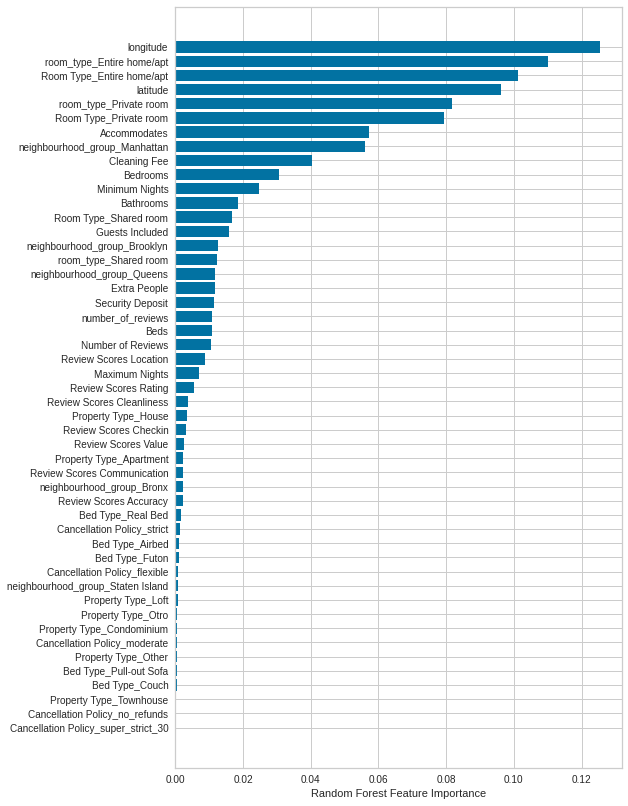 longitude
room_type_Entire home/apt
Room Type_Entire home/apt
latitude
room_type_Private room
Room Type_Private room
Accommodates
neighbourhood_group_Manhattan
Cleaning Fee
Bedrooms
Minimum Nights
Bathrooms
Room Type_Shared room
Guests Included
neighbourhood_group_Brooklyn
room_type_Shared room
neighbourhood_group_Queens
Extra People
Security Deposit
number_of_reviews
Beds
Number of Reviews
Review Scores Location
Maximum Nights
Review Scores Rating
Review Scores Cleanliness
Property Type_House
Review Scores Checkin
Review Scores Value
Property Type_Apartment
Review Scores Communication
neighbourhood_group_Bronx
Review Scores Accuracy
Bed Type_Real Bed
Cancellation Policy_strict
Bed Type_Airbed
Bed Type_Futon
Cancellation Policy_flexible
neighbourhood_group_Staten Island
Property Type_Loft
Property Type_Otro
Property Type_Condominium
Cancellation Policy_moderate
Property Type_Other
Bed Type_Pull-out Sofa
Bed Type_Couch
Property Type_Townhouse
Cancellation Policy_no_refunds
Cancellation Policy_super_strict_30
0.00 0.02 0.04 0.06 0.08 0.10 0.12
Random Forest Feature Importance